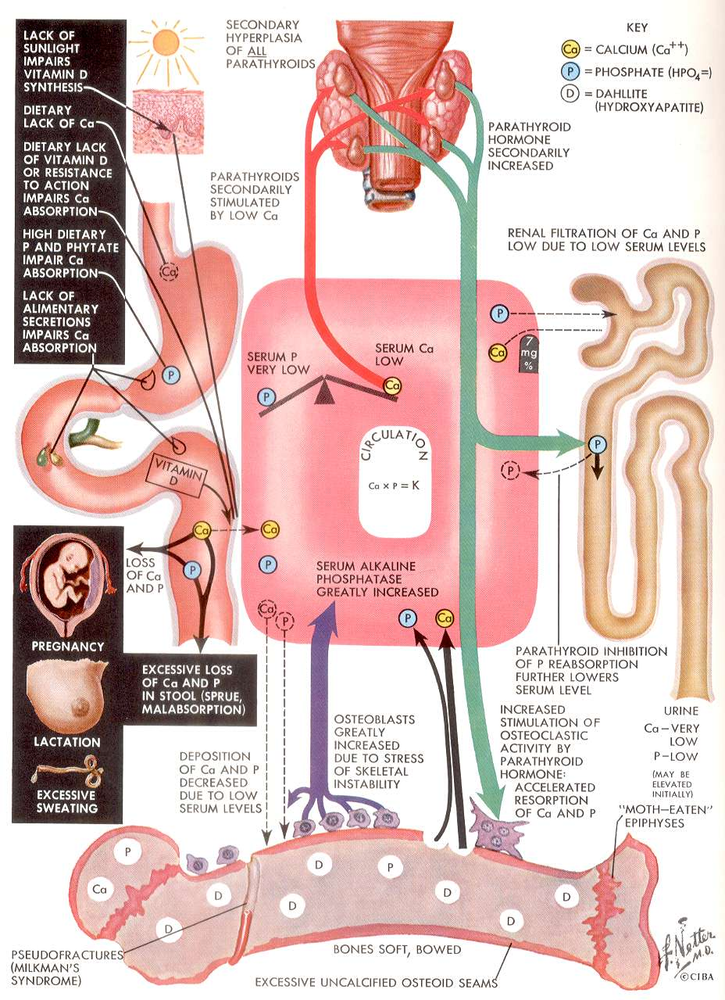 LACK OF
SUNLIGHT
IMPAIRS
VITAMIN D
SYNTHESIS
DIETARY
LACK OF Ca
DIETARY LACK
OF VITAMIN D
OR RESISTANCE
TO ACTION
IMPAIRS Ca
ABSORPTION
HIGH DIETARY
P AND PHYTATE
IMPAIR Ca
ABSORPTION
LACK OF
ALIMENTARY
SECRETIONS
IMPAIRS Ca
ABSORPTION
SECONDARY
HYPERPLASIA
OF ALL
PARATHYROIDS
KEY
Ca = CALCIUM (Ca++)
P = PHOSPHATE (HPO4=)
D = DAHLLITE
(HYDROXYAPATITE)
PARATHYROID
HORMONE
SECONDARILY
INCREASED
PARATHYROIDS
SECONDARILY
STIMULATED
BY LOW Ca
RENAL FILTRATION OF Ca AND P
LOW DUE TO LOW SERUM LEVELS
Ca
P
P
Ca
7
mg
%
SERUM P
VERY LOW
SERUM Ca
LOW
P
Ca
CIRCULATION
Ca × P = K
P
P
VITAMIN
D
Ca
Ca
P
P
LOSS
OF Ca
AND P
SERUM ALKALINE
PHOSPHATASE
GREATLY INCREASED
Ca
P
P
Ca
PREGNANCY
LACTATION
EXCESSIVE
SWEATING
EXCESSIVE LOSS
OF Ca AND P
IN STOOL (SPRUE,
MALABSORPTION)
PARATHYROID INHIBITION
OF P REABSORPTION
FURTHER LOWERS
SERUM LEVEL
DEPOSITION
OF Ca AND P
DECREASED
DUE TO LOW
SERUM LEVELS
OSTEOBLASTS
GREATLY
INCREASED
DUE TO STRESS
OF SKELETAL
INSTABILITY
INCREASED
STIMULATION OF
OSTEOCLASTIC
ACTIVITY BY
PARATHYROID
HORMONE:
ACCELERATED
RESORPTION
OF Ca AND P
URINE
Ca—VERY
LOW
P—LOW
(MAY BE
ELEVATED
INITIALLY)
"MOTH—EATEN"
EPIPHYSES
P
Ca
D
D
D
D
P
D
D
D
PSEUDOFRACTURES
(MILKMAN'S
SYNDROME)
BONES SOFT, BOWED
EXCESSIVE UNCALCIFIED OSTEOID SEAMS
f. Netter
M.D.
©CIBA